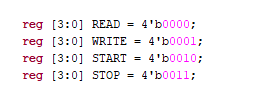 reg [3:0] READ = 4'b0000;
reg [3:0] WRITE = 4'b0001;
reg [3:0] START = 4'b0010;
reg [3:0] STOP = 4'b0011;